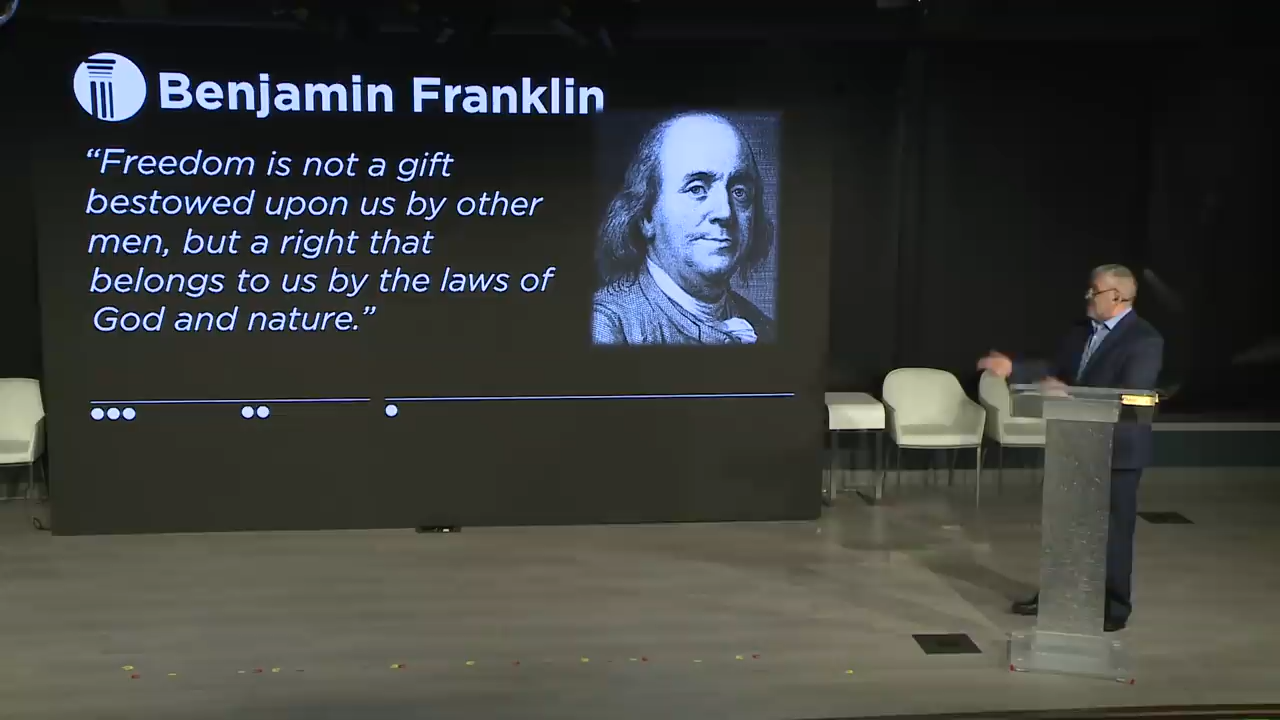 Benjamin Franklin
“Freedom is not a gift
bestowed upon us by other
men, but a right that
belongs to us by the laws of
God and nature.”